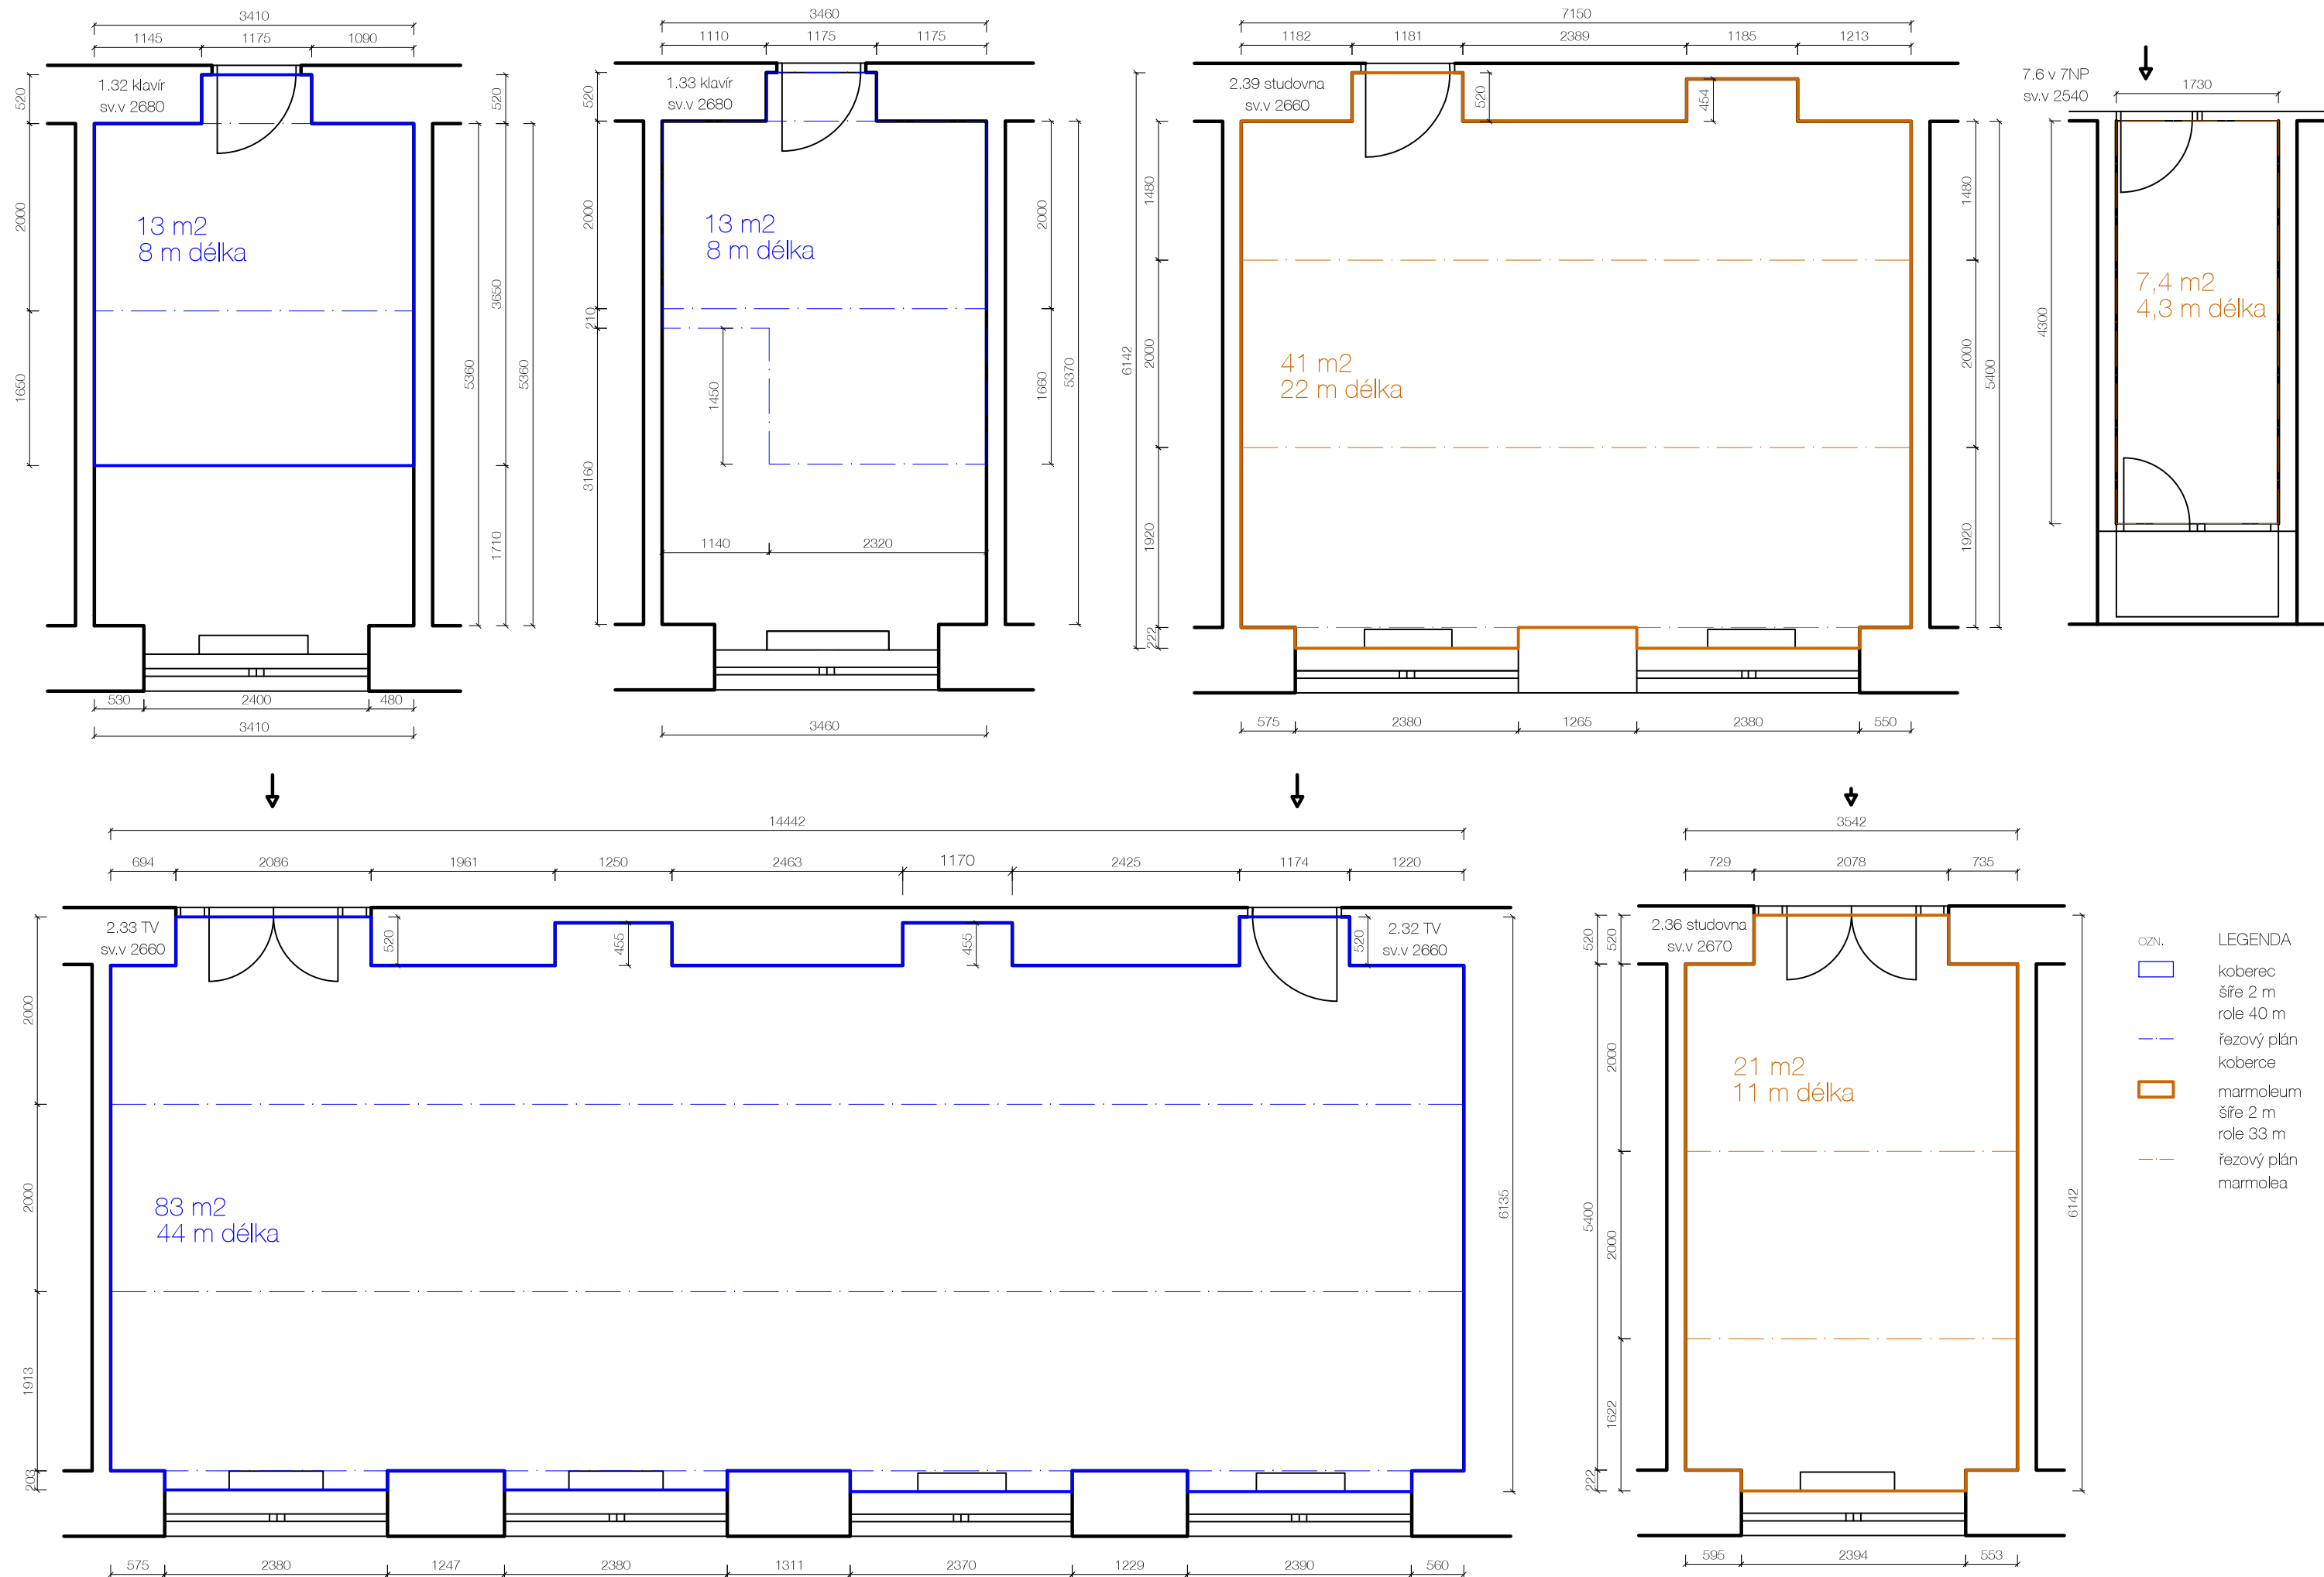 3410
1145 1175 1090
1.32 klavír
sv.v 2680
520
520
2000
13 m2
8 m délka
3650
5360
5360
1650
1710
530 2400 480
3410
3460
1110 1175 1175
1.33 klavír
sv.v 2680
520
2000
2000
13 m2
8 m délka
210
1450
1660
5370
3160
1140 2320
3460
7150
1182 1181 2389 1185 1213
2.39 studovna
sv.v 2660
520
454
1480
1480
6142
2000
2000
5400
41 m2
22 m délka
1920
1920
222
575 2380 1265 2380 550
7.6 v 7NP
sv.v 2540
1730
7,4 m2
4,3 m délka
4300
14442
694 2086 1961 1250 2463 1170 2425 1174 1220
2.33 TV
sv.v 2660
520
455
455
520
2.32 TV
sv.v 2660
2000
2000
83 m2
44 m délka
6135
1913
203
575 2380 1247 2380 1311 2370 1229 2390 560
3542
729 2078 735
2.36 studovna
sv.v 2670
520
520
2000
21 m2
11 m délka
5400
2000
6142
1622
222
595 2394 553
OZN. LEGENDA
koberec
šíře 2 m
role 40 m
řezový plán
koberce
marmoleum
šíře 2 m
role 33 m
řezový plán
marmolea